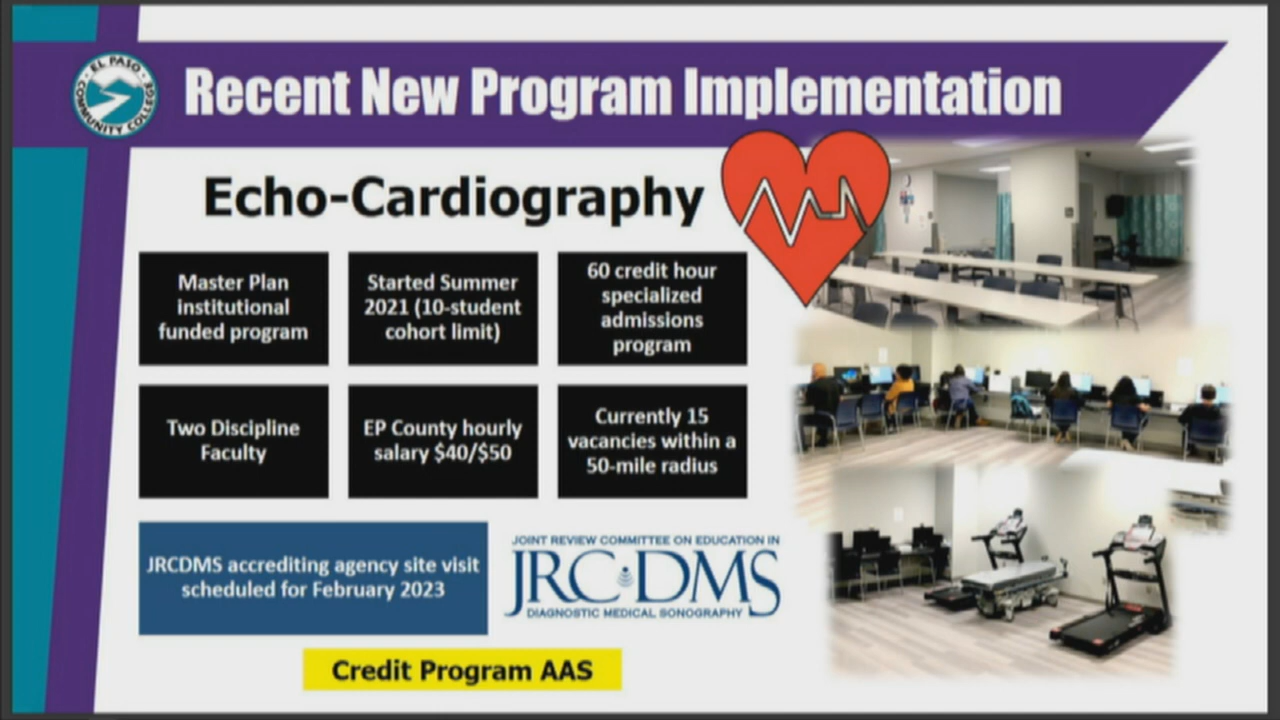 EL PASO
COMMUNITY COLLEGE
Recent New Program Implementation
Echo-Cardiography
Master Plan
institutional
funded program
Started Summer
2021 (10-student
cohort limit)
60 credit hour
specialized
admissions
program
Two Discipline
Faculty
EP County hourly
salary $40/$50
Currently 15
vacancies within a
50-mile radius
JRCDMS accrediting agency site visit
scheduled for February 2023
JOINT REVIEW COMMITTEE ON EDUCATION IN
JRC DMS
DIAGNOSTIC MEDICAL SONOGRAPHY
Credit Program AAS